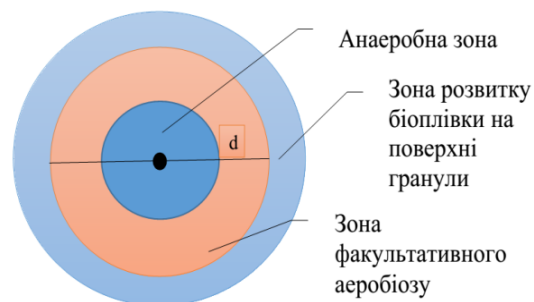 Анаеробна зона
Зона розвитку
біоплівки на
поверхні
гранули
d
Зона
факультативного
аеробіозу